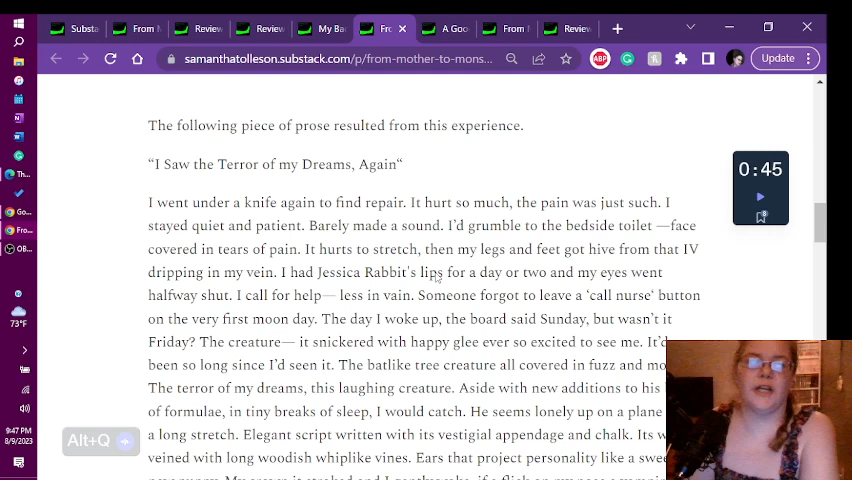 Substa
From M
Review
Review
My Ba
Fro
A Goo
From M
Review
samanthatolleson.substack.com/p/from-mother-to-mons...
ABP
Update
The following piece of prose resulted from this experience.
“I Saw the Terror of my Dreams, Again“
I went under a knife again to find repair. It hurt so much, the pain was just such. I
stayed quiet and patient. Barely made a sound. I’d grumble to the bedside toilet —face
covered in tears of pain. It hurts to stretch, then my legs and feet got hive from that IV
dripping in my vein. I had Jessica Rabbit's lips for a day or two and my eyes went
halfway shut. I call for help— less in vain. Someone forgot to leave a ‘call nurse‘ button
on the very first moon day. The day I woke up, the board said Sunday, but wasn’t it
Friday? The creature— it snickered with happy glee ever so excited to see me. It’d
been so long since I’d seen it. The batlike tree creature all covered in fuzz and mo
The terror of my dreams, this laughing creature. Aside with new additions to his
of formulae, in tiny breaks of sleep, I would catch. He seems lonely up on a plane
a long stretch. Elegant script written with its vestigial appendage and chalk. Its w
veined with long woodish whiplike vines. Ears that project personality like a swee
0:45
Alt+Q
Th...
Go...
Fro...
OB...
73°F
9:47 PM
8/9/2023